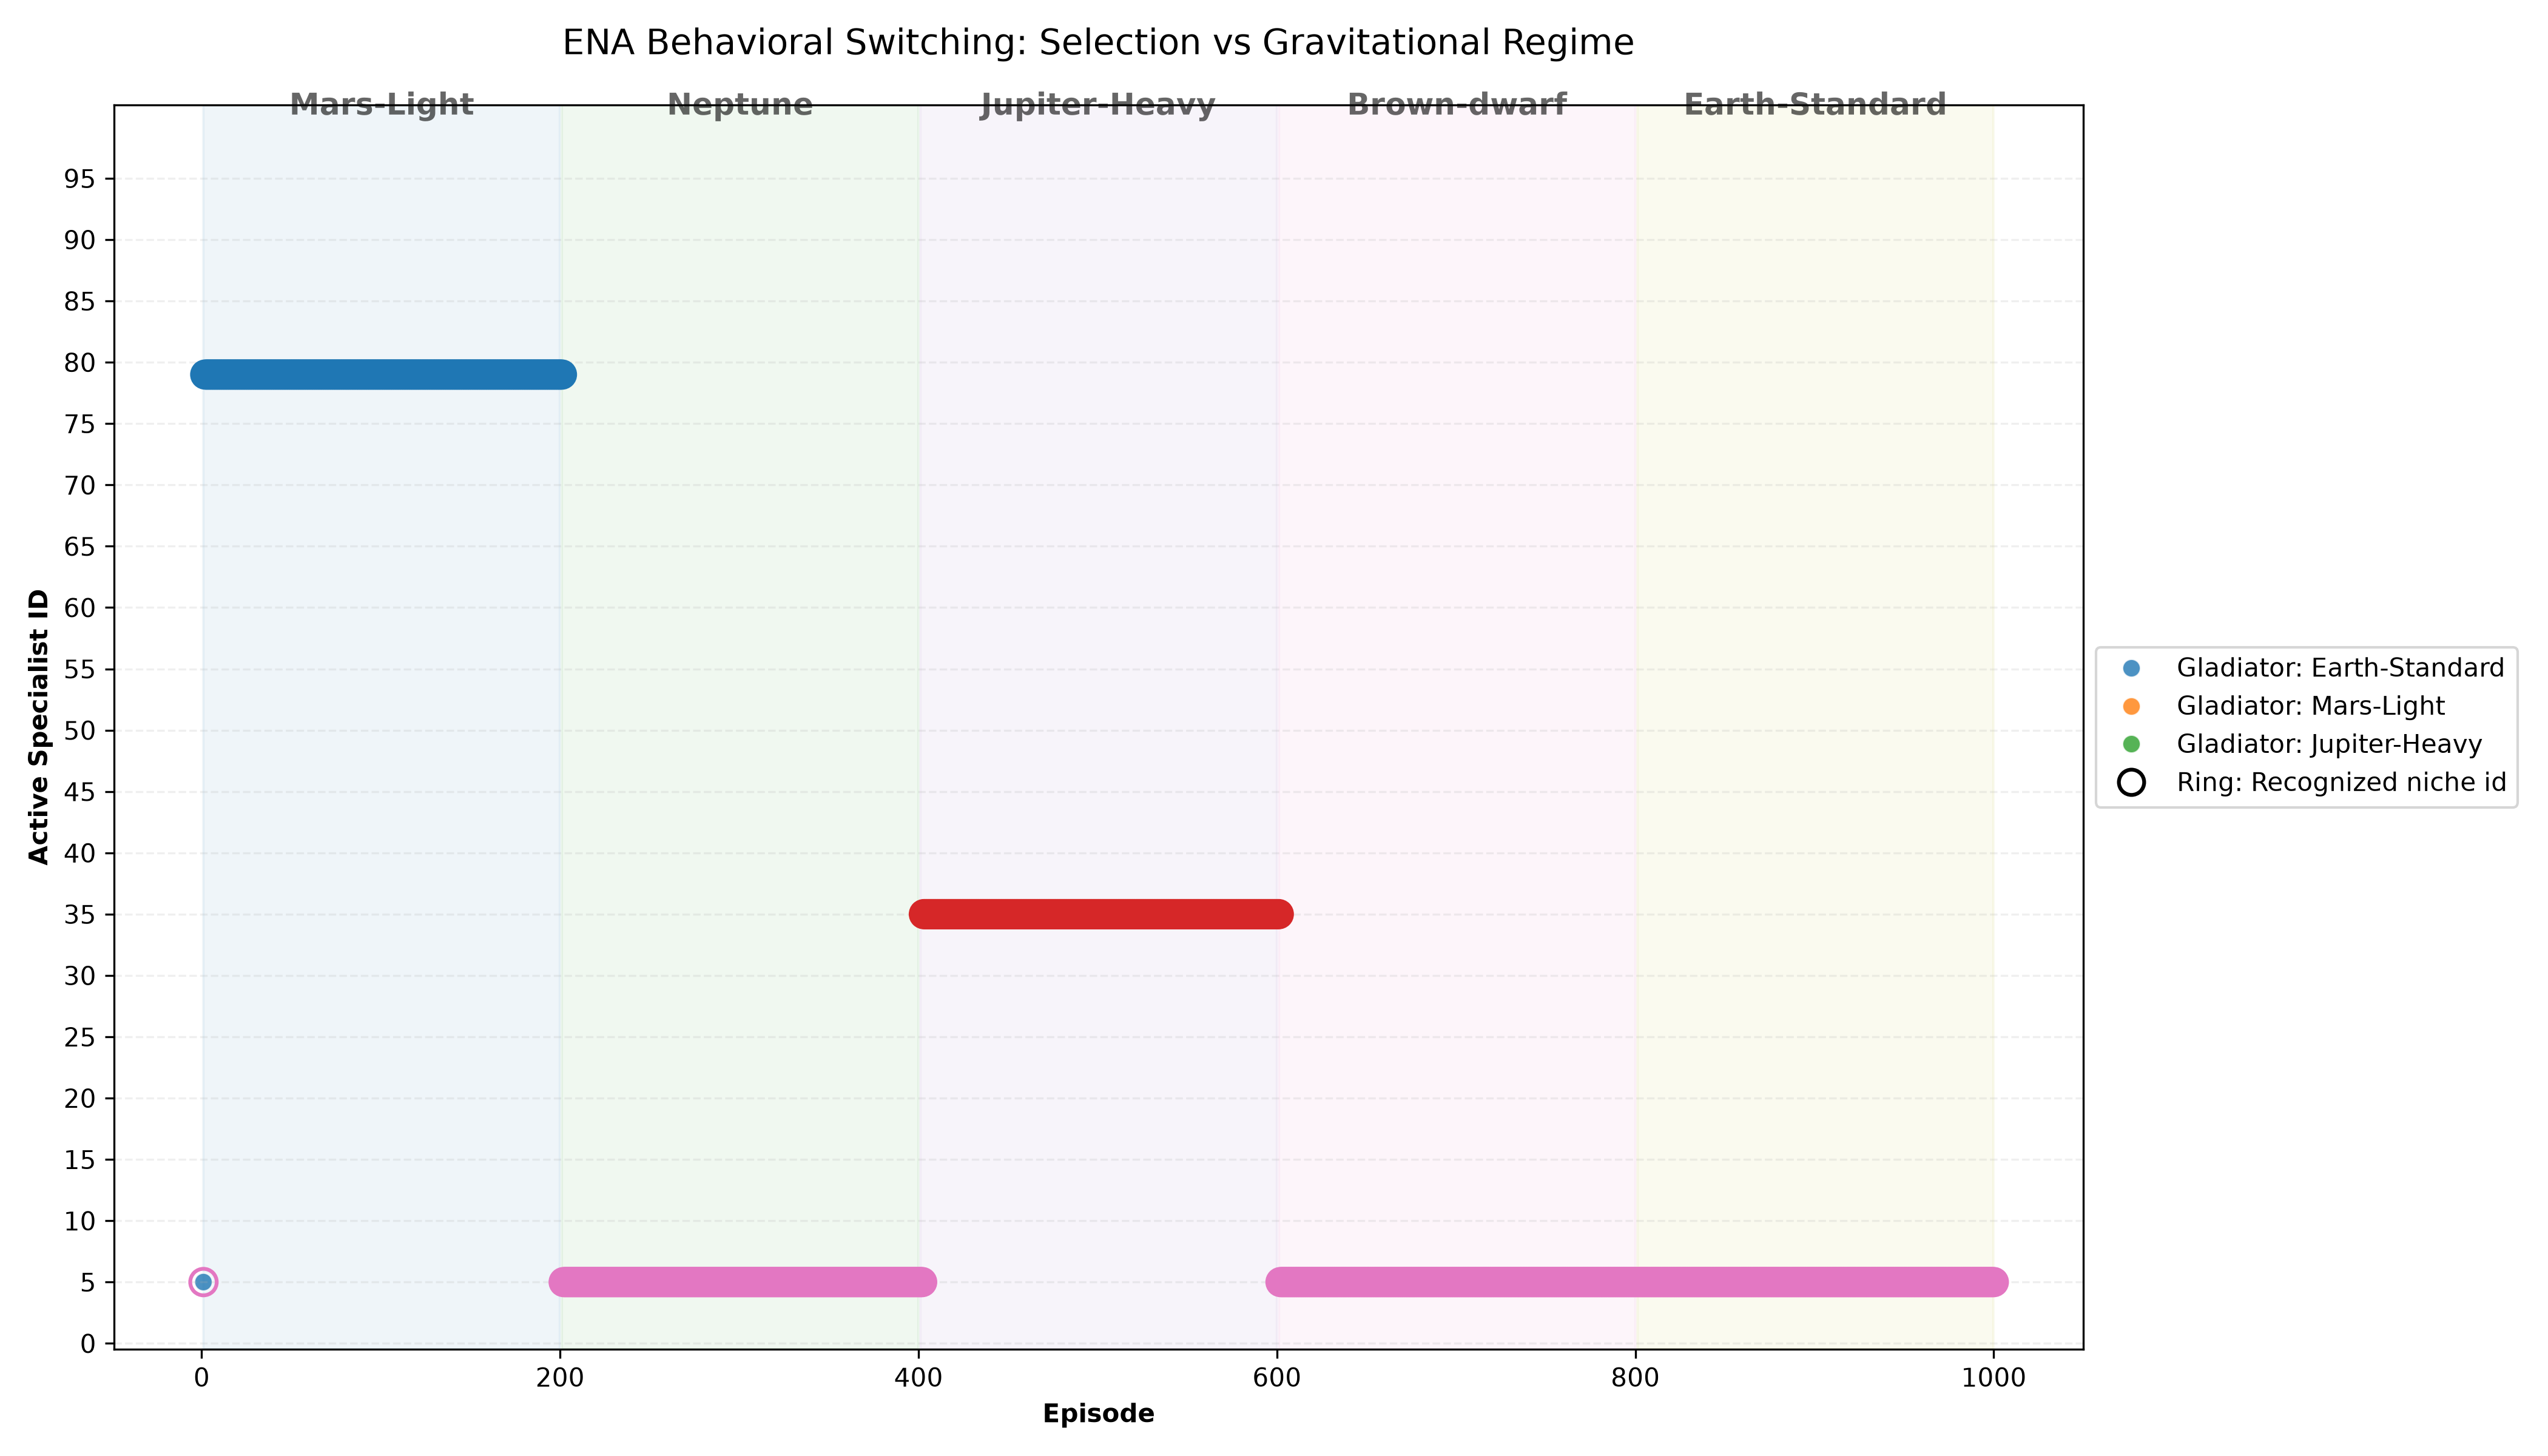 ENA Behavioral Switching: Selection vs Gravitational Regime
Mars-Light Neptune Jupiter-Heavy Brown-dwarf Earth-Standard
95
90
85
80
75
70
65
60
55
50
45
40
35
30
25
20
15
10
5
0
Active Specialist ID
0 200 400 600 800 1000
Episode
Gladiator: Earth-Standard
Gladiator: Mars-Light
Gladiator: Jupiter-Heavy
Ring: Recognized niche id